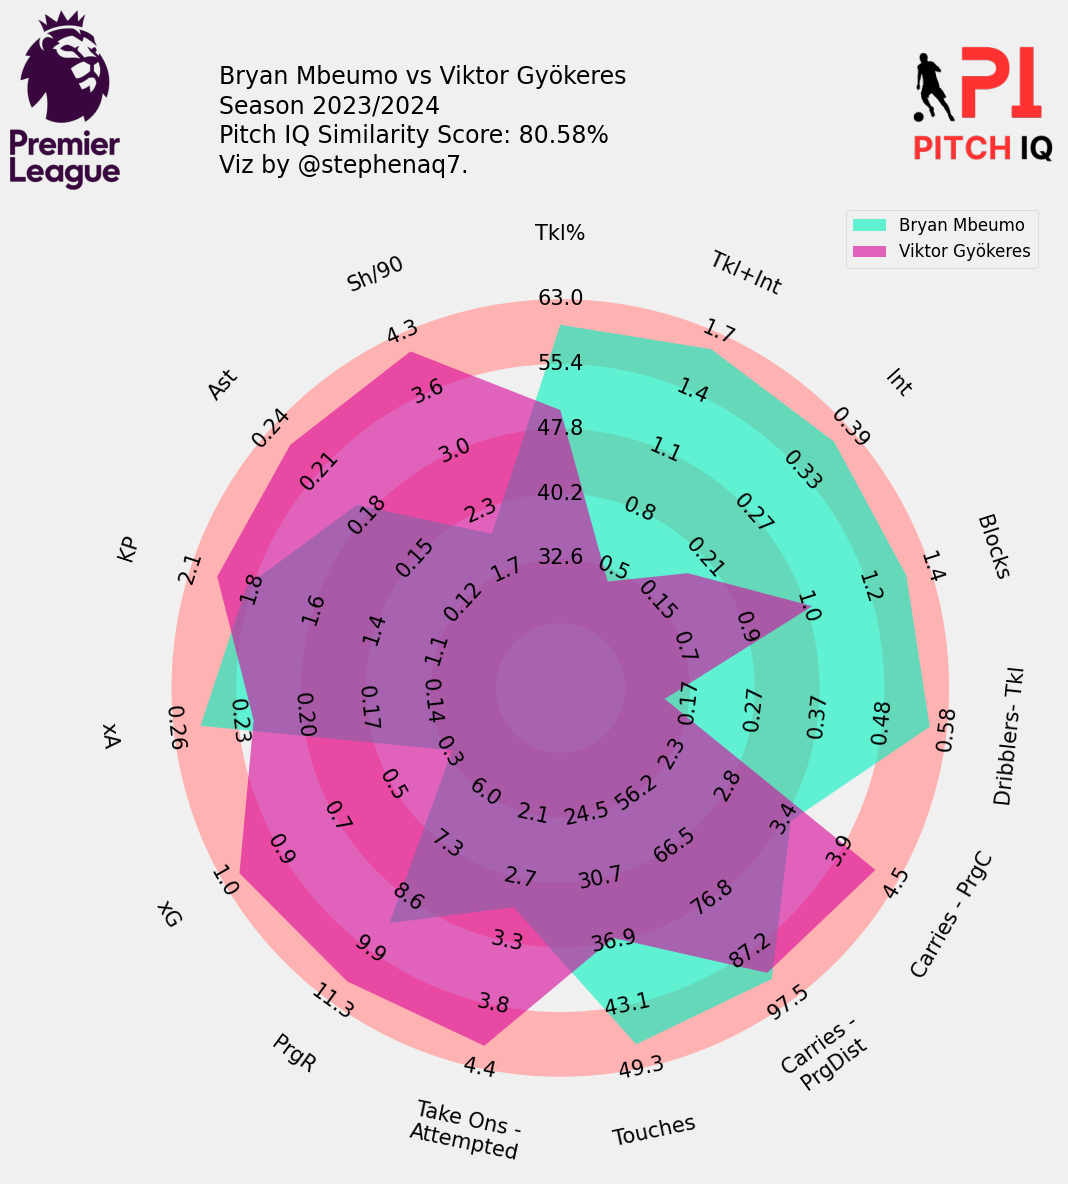 Premier
League
Bryan Mbeumo vs Viktor Gyökeres
Season 2023/2024
Pitch IQ Similarity Score: 80.58%
Viz by @stephenaq7.
PI
PITCH IQ
Bryan Mbeumo
Viktor Gyökeres
Tkl%
63.0
55.4
47.8
40.2
32.6
Tkl+Int
1.7
1.4
1.1
0.8
0.5
Int
0.39
0.33
0.27
0.21
0.15
Blocks
1.4
1.2
1.0
0.9
0.7
Dribblers- Tkl
0.58
0.48
0.37
0.27
0.17
Carries - PrgC
4.5
3.9
3.4
2.8
2.3
Carries -
PrgDist
97.5
87.2
76.8
66.5
56.2
Touches
49.3
43.1
36.9
30.7
24.5
Take Ons -
Attempted
4.4
3.8
3.3
2.7
2.1
PrgR
11.3
9.9
8.6
7.3
6.0
xG
1.0
0.9
0.7
0.5
0.3
xA
0.26
0.23
0.20
0.17
0.14
KP
2.1
1.8
1.6
1.4
1.1
Ast
0.24
0.21
0.18
0.15
0.12
Sh/90
4.3
3.6
3.0
2.3
1.7